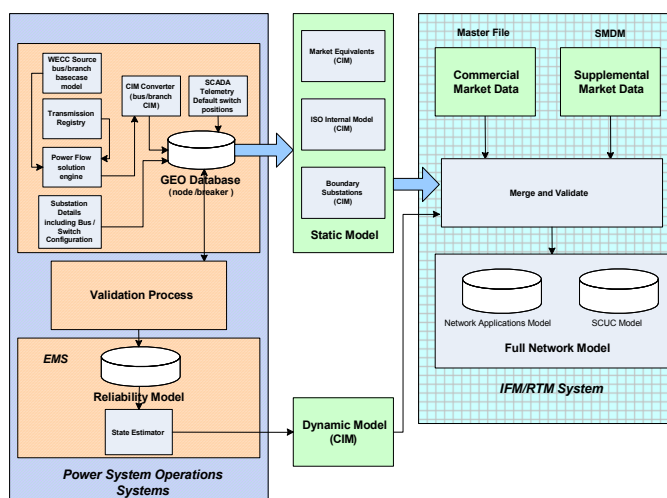 WECC Source
bus/branch
basecase
model
Transmission
Registry
Power Flow
solution
engine
Substation
Details
including Bus /
Switch
Configuration
CIM Converter
(bus/branch
CIM)
SCADA
Telemetry
Default switch
positions
GEO Database
(node /breaker )
Validation Process
EMS
Reliability Model
State Estimator
Power System Operations
Systems
Market Equivalents
(CIM)
ISO Internal Model
(CIM)
Boundary
Substations
(CIM)
Static Model
Dynamic Model
(CIM)
Master File
SMDM
Commercial
Market Data
Supplemental
Market Data
Merge and Validate
Network Applications Model
SCUC Model
Full Network Model
IFM/RTM System